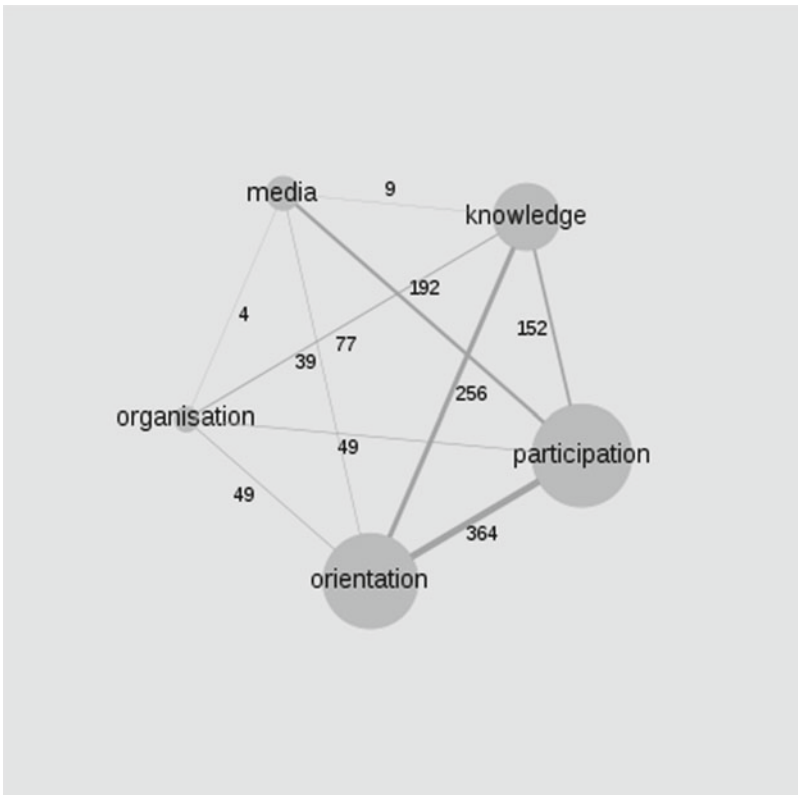 media
9
knowledge
192
4
152
77
39
256
organisation
49
participation
49
364
orientation